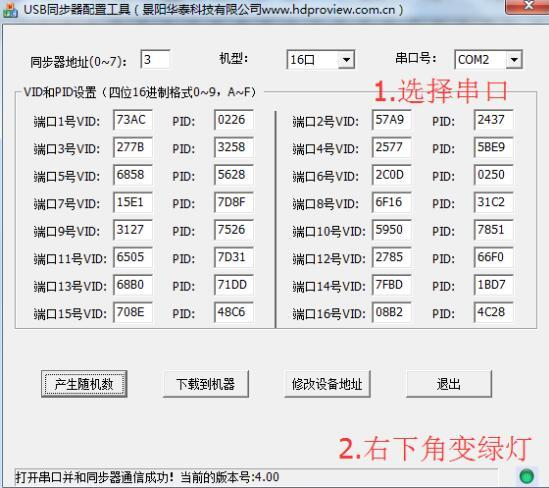 USB同步器配置工具（景阳华泰科技有限公司www.hdproview.com.cn）
同步器地址(0~7): 3 机型: 16口 串口号: COM2
1.选择串口
VID和PID设置（四位16进制格式0~9，A~F）
端口1号VID: 73AC PID: 0226 端口2号VID: 57A9 PID: 2437
端口3号VID: 277B PID: 3258 端口4号VID: 2577 PID: 5BE9
端口5号VID: 6858 PID: 5628 端口6号VID: 2C0D PID: 0250
端口7号VID: 15E1 PID: 7D8F 端口8号VID: 6F16 PID: 31C2
端口9号VID: 3127 PID: 7526 端口10号VID: 5950 PID: 7851
端口11号VID: 6505 PID: 7D31 端口12号VID: 2785 PID: 66F0
端口13号VID: 68B0 PID: 71DD 端口14号VID: 7FBD PID: 1BD7
端口15号VID: 708E PID: 48C6 端口16号VID: 08B2 PID: 4C28
产生随机数 下载到机器 修改设备地址 退出
2.右下角变绿灯
打开串口并和同步器通信成功! 当前的版本号:4.00